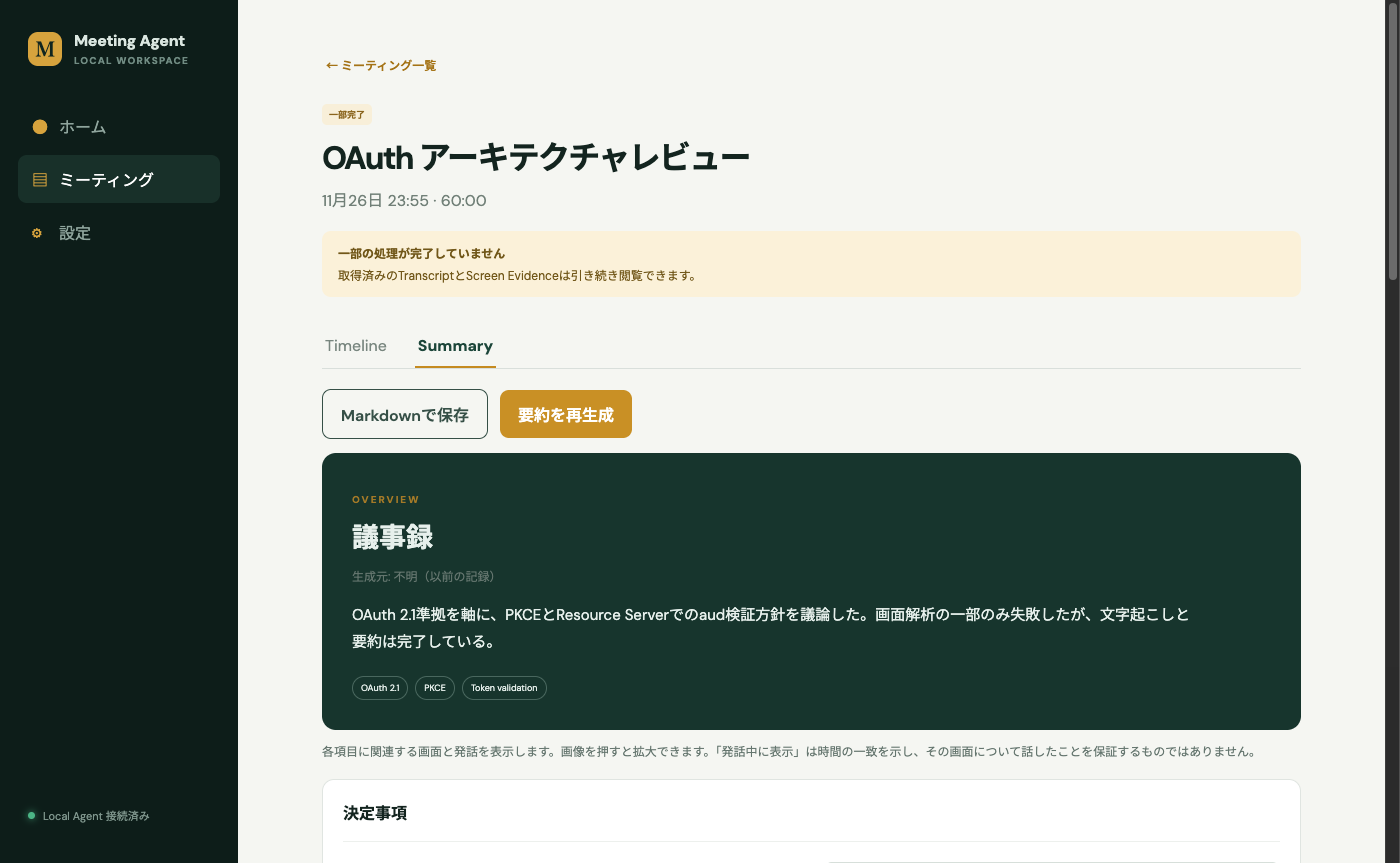 M
Meeting Agent
LOCAL WORKSPACE
ホーム
ミーティング
設定
Local Agent 接続済み
← ミーティング一覧
一部完了
OAuth アーキテクチャレビュー
11月26日 23:55 · 60:00
一部の処理が完了していません
取得済みのTranscriptとScreen Evidenceは引き続き閲覧できます。
Timeline
Summary
Markdownで保存
要約を再生成
OVERVIEW
議事録
生成元: 不明（以前の記録）
OAuth 2.1準拠を軸に、PKCEとResource Serverでのaud検証方針を議論した。画面解析の一部のみ失敗したが、文字起こしと
要約は完了している。
OAuth 2.1
PKCE
Token validation
各項目に関連する画面と発話を表示します。画像を押すと拡大できます。「発話中に表示」は時間の一致を示し、その画面について話したことを保証するものではありません。
決定事項